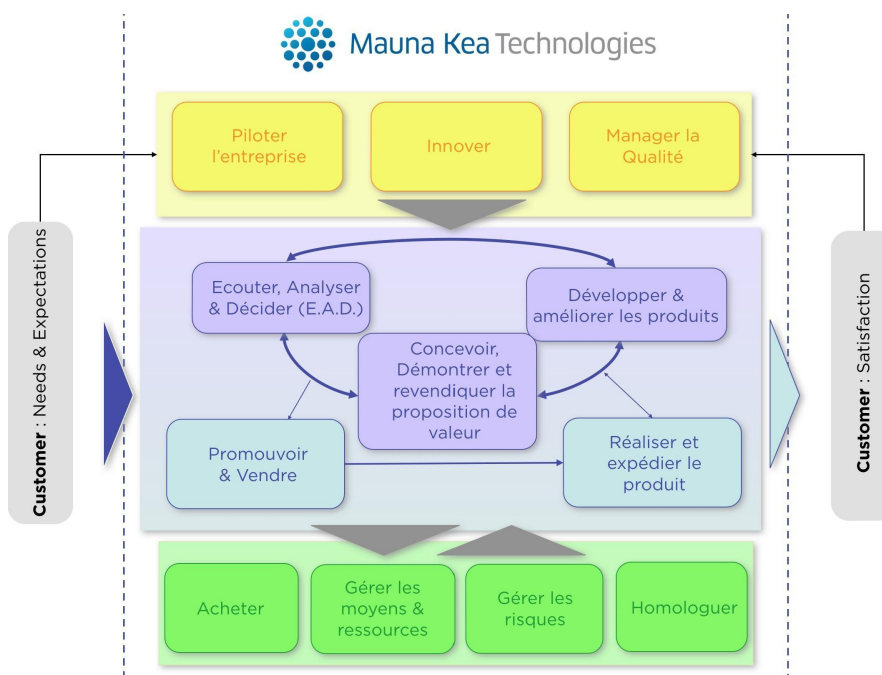 Mauna Kea Technologies
Piloter
l'entreprise
Innover
Manager la
Qualité
Customer : Needs & Expectations
Ecouter, Analyser
& Décider (E.A.D.)
Développer &
améliorer les produits
Concevoir,
Démontrer et
revendiquer la
proposition de
valeur
Promouvoir
& Vendre
Réaliser et
expédier le
produit
Customer : Satisfaction
Acheter
Gérer les
moyens &
ressources
Gérer les
risques
Homologuer